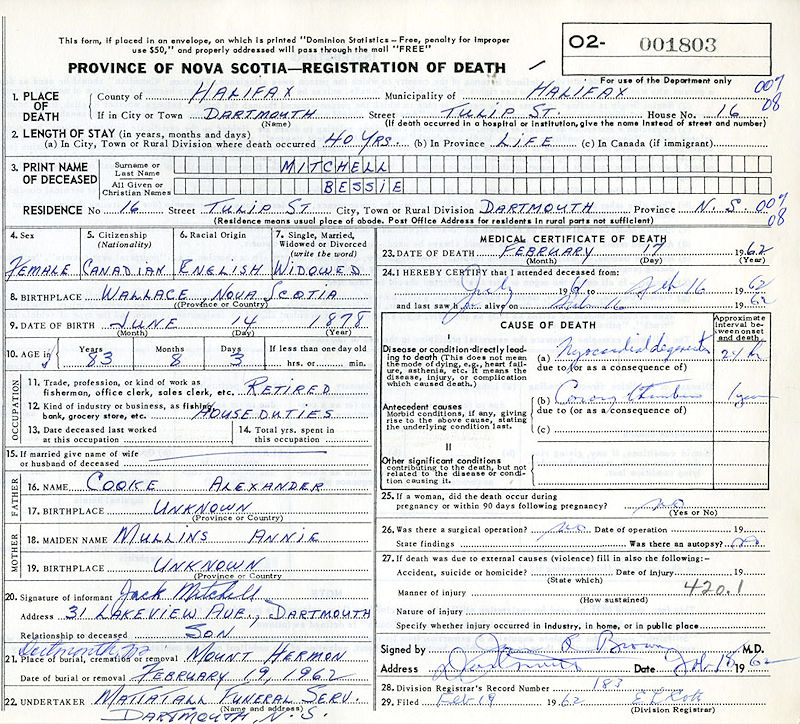 This form, if placed in an envelope, on which is printed "Dominion Statistics—Free, penalty for improper
use $50," and properly addressed will pass through the mail "FREE"
O2- 001803
For use of the Department only
PROVINCE OF NOVA SCOTIA—REGISTRATION OF DEATH
007
08
1. PLACE OF DEATH
County of HALIFAX Municipality of HALIFAX
If in City or Town DARTMOUTH Street TULIP ST. House No. 16
(Name) (If death occurred in a hospital or institution, give the name instead of street and number)
2. LENGTH OF STAY (in years, months and days)
(a) In City, Town or Rural Division where death occurred 40 YRS. (b) In Province LIFE (c) In Canada (if immigrant)
3. PRINT NAME OF DECEASED
Surname or Last Name MITCHELL
All Given or Christian Names BESSIE
RESIDENCE No 16 Street TULIP ST City, Town or Rural Division DARTMOUTH Province N.S 007
08
(Residence means usual place of abode. Post Office Address for residents in rural parts not sufficient)
4. Sex 5. Citizenship (Nationality) 6. Racial Origin 7. Single, Married, Widowed or Divorced (write the word)
FEMALE CANADIAN ENGLISH WIDOWED
8. BIRTHPLACE WALLACE, NOVA SCOTIA
(Province or Country)
9. DATE OF BIRTH JUNE 14 1878
(Month) (Day) (Year)
10. AGE in Years Months Days If less than one day old
83 8 3 hrs. or min.
OCCUPATION
11. Trade, profession, or kind of work as
fisherman, office clerk, sales clerk, etc. RETIRED
12. Kind of industry or business, as fishing,
bank, grocery store, etc. HOUSE DUTIES
13. Date deceased last worked at this occupation 14. Total yrs. spent in this occupation
15. If married give name of wife
or husband of deceased
FATHER
16. NAME COOKE ALEXANDER
17. BIRTHPLACE UNKNOWN
(Province or Country)
MOTHER
18. MAIDEN NAME MULLINS ANNIE
19. BIRTHPLACE UNKNOWN
(Province or Country)
20. Signature of informant Jack Mitchell
Address 31 LAKEVIEW AVE., DARTMOUTH
Relationship to deceased SON
21. Place of burial, cremation or removal MOUNT HERMON
Date of burial or removal FEBRUARY 19, 1962
22. UNDERTAKER MATTATALL FUNERAL SERV.
(Name and address)
DARTMOUTH, N.S.
MEDICAL CERTIFICATE OF DEATH
23. DATE OF DEATH FEBRUARY 17 1962
(Month) (Day) (Year)
24. I HEREBY CERTIFY that I attended deceased from:
July 196 to Feb 16 1962
and last saw h alive on Feb 16 1962
CAUSE OF DEATH
Approximate interval between onset and death
I
Disease or condition directly leading to death (This does not mean the mode of dying, e.g., heart failure, asthenia, etc. It means the disease, injury, or complication which caused death.)
(a) Myocardial
due to (or as a consequence of)
Antecedent causes
Morbid conditions, if any, giving rise to the above cause, stating the underlying condition last.
(b) Coronary thrombosis 1 year
due to (or as a consequence of)
(c)
II
Other significant conditions
contributing to the death, but not related to the disease or condition causing it.
25. If a woman, did the death occur during
pregnancy or within 90 days following pregnancy? no
(Yes or No)
26. Was there a surgical operation? no Date of operation 19
State findings Was there an autopsy? no
27. If death was due to external causes (violence) fill in also the following:—
Accident, suicide or homicide? Date of injury 19
(State which)
Manner of injury 420.1
(How sustained)
Nature of injury
Specify whether injury occurred in industry, in home, or in public place
Signed by Brown M.D.
Address Dartmouth Date Feb 19 1962
28. Division Registrar's Record Number 183
29. Filed Feb 19 1962
(Division Registrar)